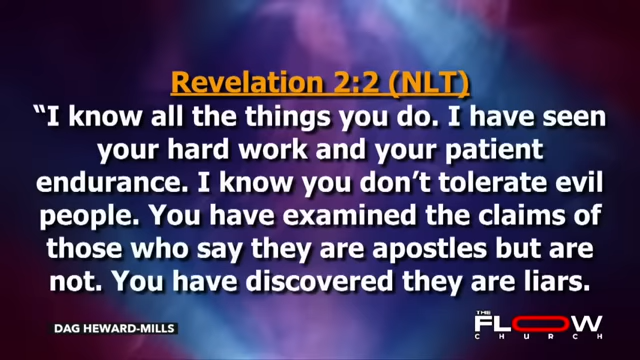 Revelation 2:2 (NLT)
“I know all the things you do. I have seen
your hard work and your patient
endurance. I know you don’t tolerate evil
people. You have examined the claims of
those who say they are apostles but are
not. You have discovered they are liars.
DAG HEWARD-MILLS
THE
FLOW
CHURCH